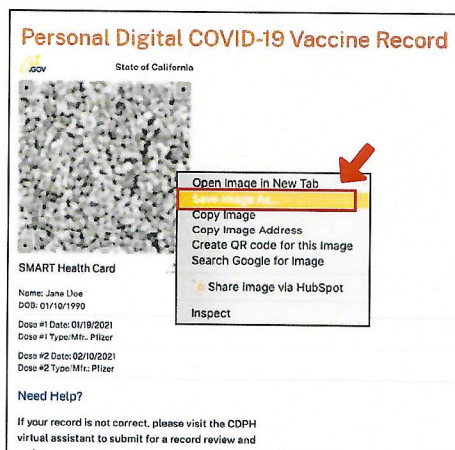 Personal Digital COVID-19 Vaccine Record
.GOV
State of California
Open Image in New Tab
Save Image As...
Copy Image
Copy Image Address
Create QR code for this Image
Search Google for Image
Share Image via HubSpot
Inspect
SMART Health Card
Name: Jane Doe
DOB: 01/10/1990
Dose #1 Date: 01/19/2021
Dose #1 Type/Mfr.: Pfizer
Dose #2 Date: 02/10/2021
Dose #2 Type/Mfr.: Pfizer
Need Help?
If your record is not correct, please visit the CDPH
virtual assistant to submit for a record review and